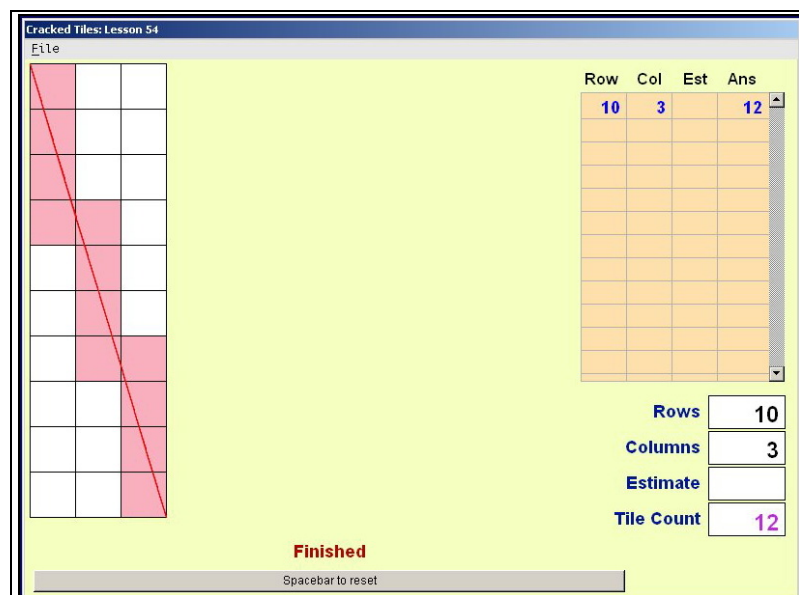 Cracked Tiles: Lesson 54
File
Row Col Est Ans
10 3 12
Rows 10
Columns 3
Estimate
Tile Count 12
Finished
Spacebar to reset